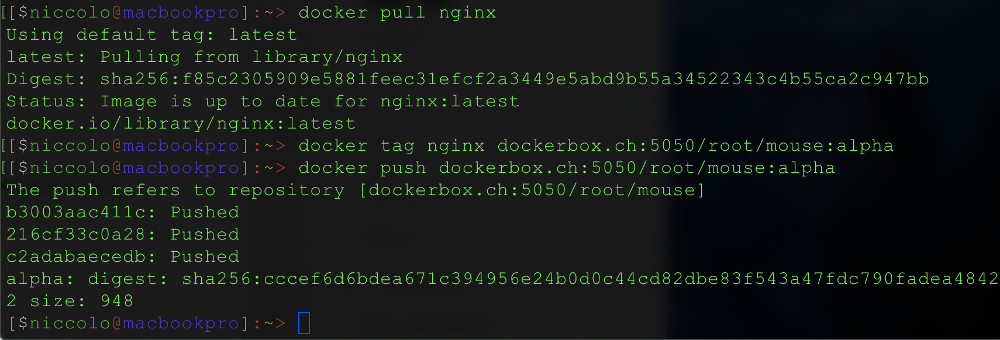 [[$niccolo@macbookpro]:~> docker pull nginx
Using default tag: latest
latest: Pulling from library/nginx
Digest: sha256:f85c2305909e5881feec31efcf2a3449e5abd9b55a34522343c4b55ca2c947bb
Status: Image is up to date for nginx:latest
docker.io/library/nginx:latest
[[$niccolo@macbookpro]:~> docker tag nginx dockerbox.ch:5050/root/mouse:alpha
[[$niccolo@macbookpro]:~> docker push dockerbox.ch:5050/root/mouse:alpha
The push refers to repository [dockerbox.ch:5050/root/mouse]
b3003aac411c: Pushed
216cf33c0a28: Pushed
c2adabaecedb: Pushed
alpha: digest: sha256:cccef6d6bdea671c394956e24b0d0c44cd82dbe83f543a47fdc790fadea4842
2 size: 948
[$niccolo@macbookpro]:~>